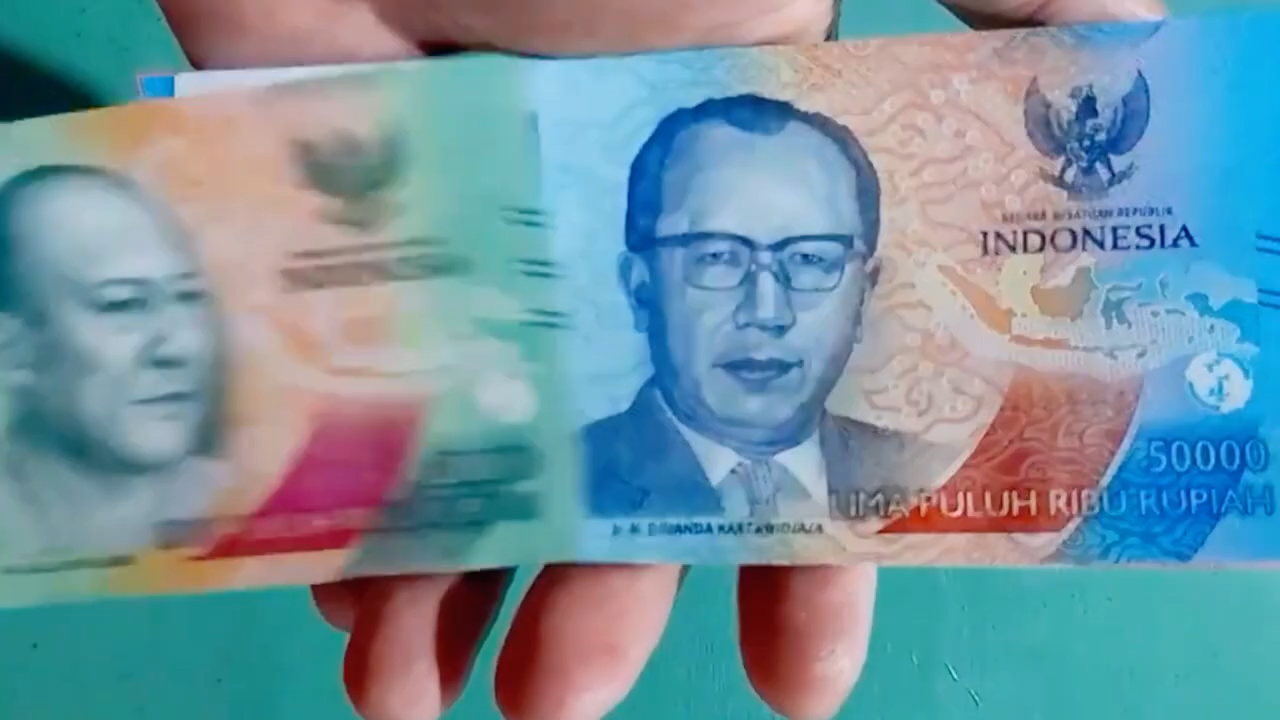 NEGARA KESATUAN REPUBLIK
INDONESIA
50000
LIMA PULUH RIBU RUPIAH
Ir. H. DJUANDA KARTAWIDJAJA